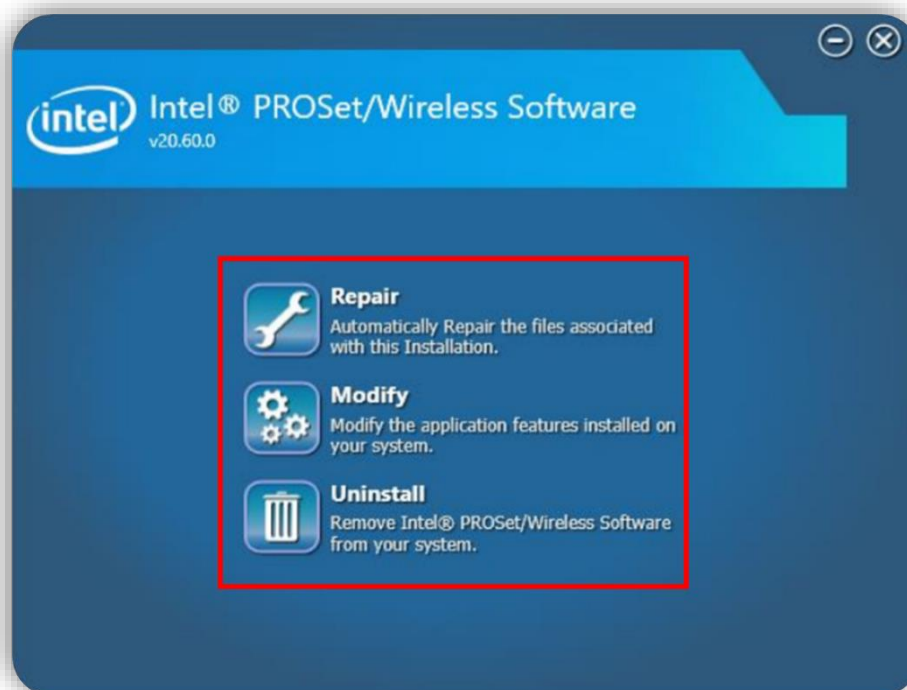 intel Intel® PROSet/Wireless Software
v20.60.0
Repair
Automatically Repair the files associated
with this Installation.
Modify
Modify the application features installed on
your system.
Uninstall
Remove Intel® PROSet/Wireless Software
from your system.